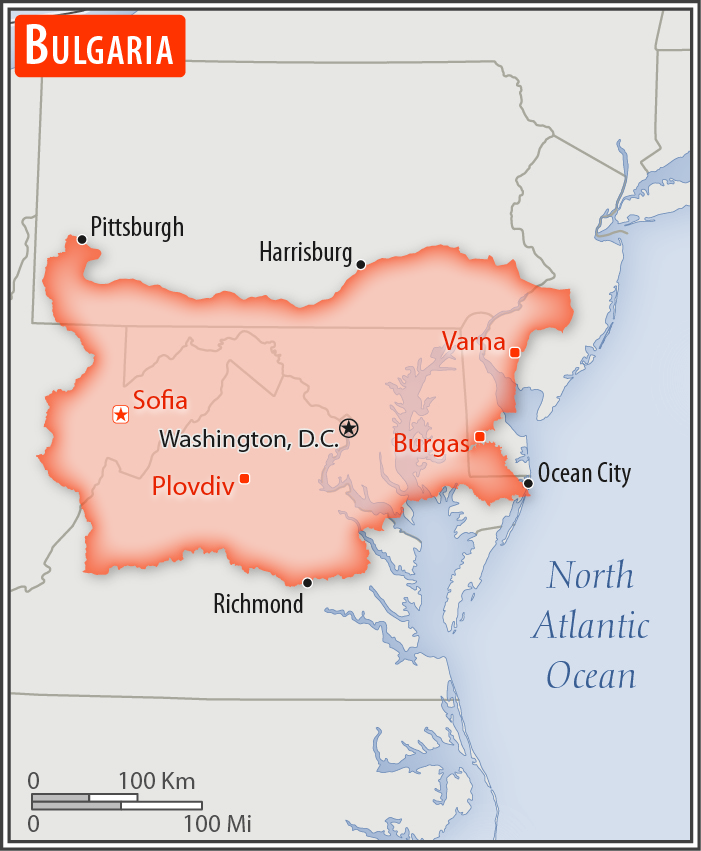 BULGARIA
Pittsburgh
Harrisburg
Varna
Sofia
Washington, D.C.
Burgas
Ocean City
Plovdiv
North
Atlantic
Ocean
Richmond
0 100 Km
0 100 Mi